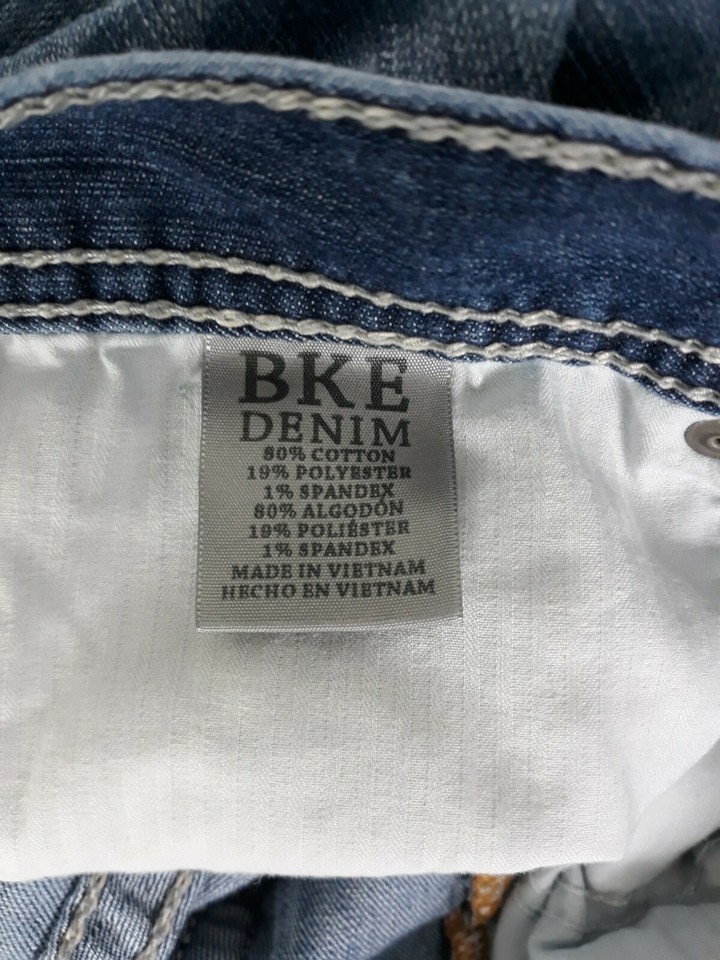 BKE
DENIM
80% COTTON
19% POLYESTER
1% SPANDEX
80% ALGODÓN
19% POLIÉSTER
1% SPANDEX
MADE IN VIETNAM
HECHO EN VIETNAM